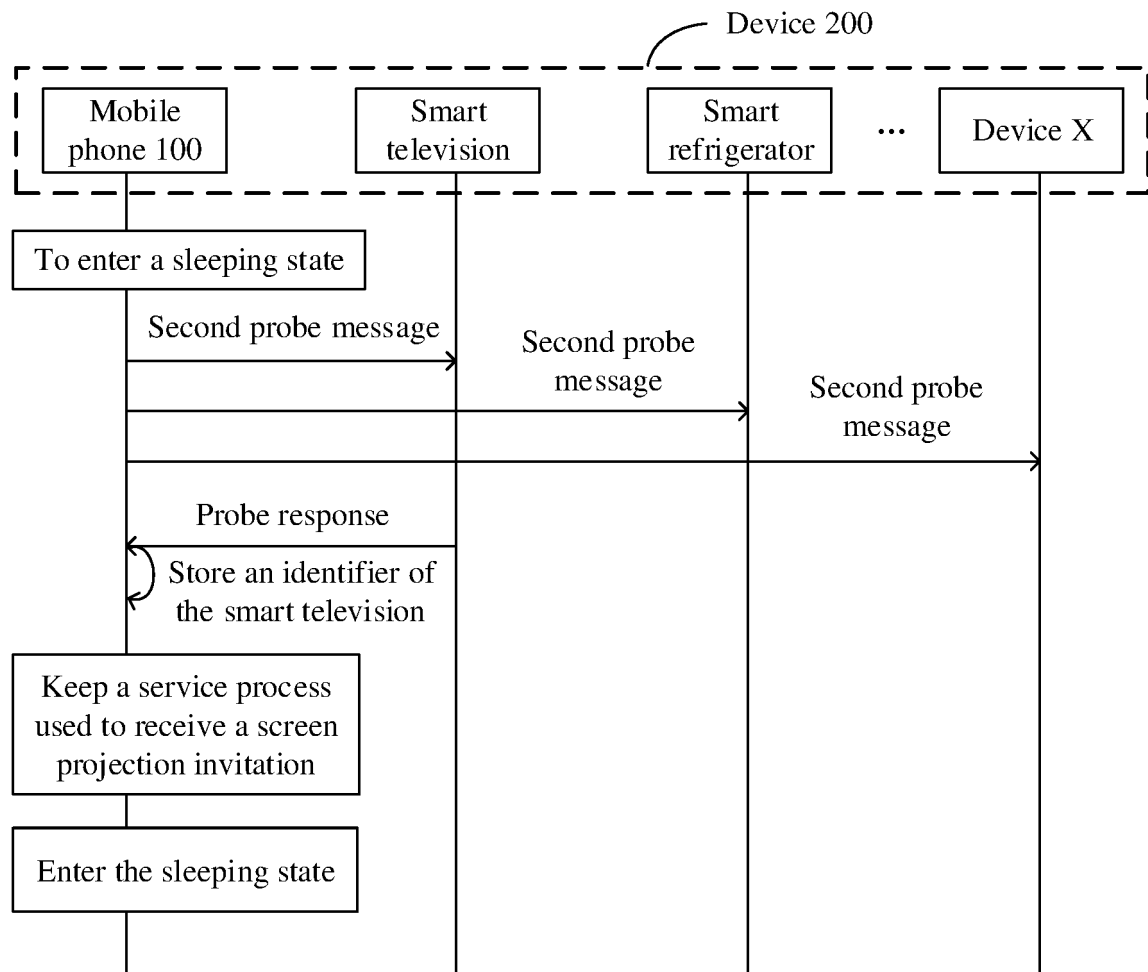 Device 200
Mobile
phone 100
Smart
television
Smart
refrigerator
...
Device X
To enter a sleeping state
Second probe message
Second probe
message
Second probe
message
Probe response
Store an identifier of
the smart television
Keep a service process
used to receive a screen
projection invitation
Enter the sleeping state